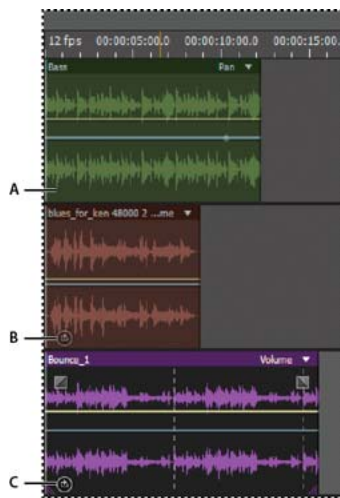 12 fps 00:00:05:00.0 00:00:10:00.0 00:00:15:00.
Bass Pan
A
blues_for_ken 48000 2 ...me
B
Bounce_1 Volume
C